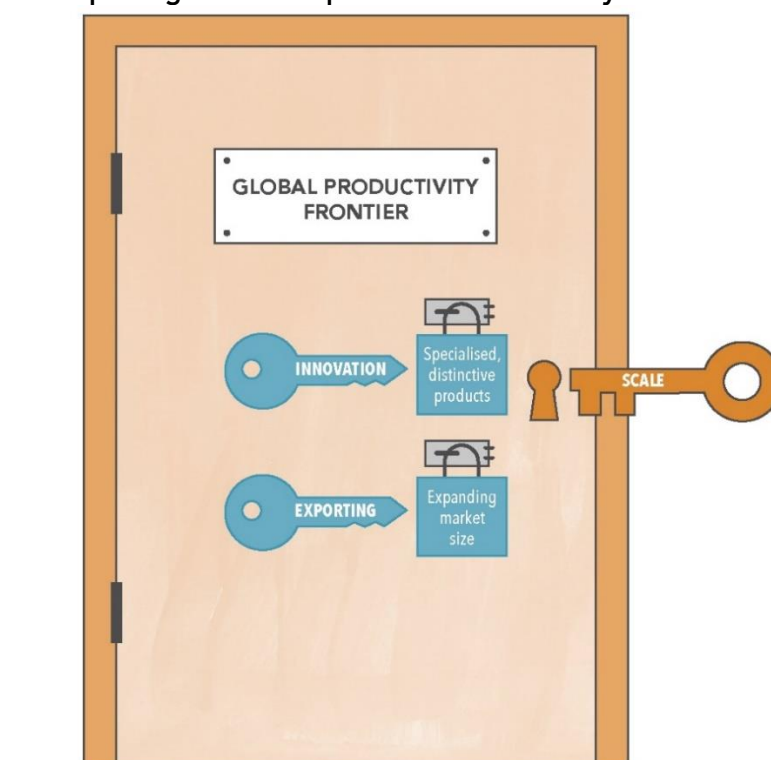 GLOBAL PRODUCTIVITY
FRONTIER
INNOVATION
Specialised,
distinctive
products
SCALE
EXPORTING
Expanding
market
size